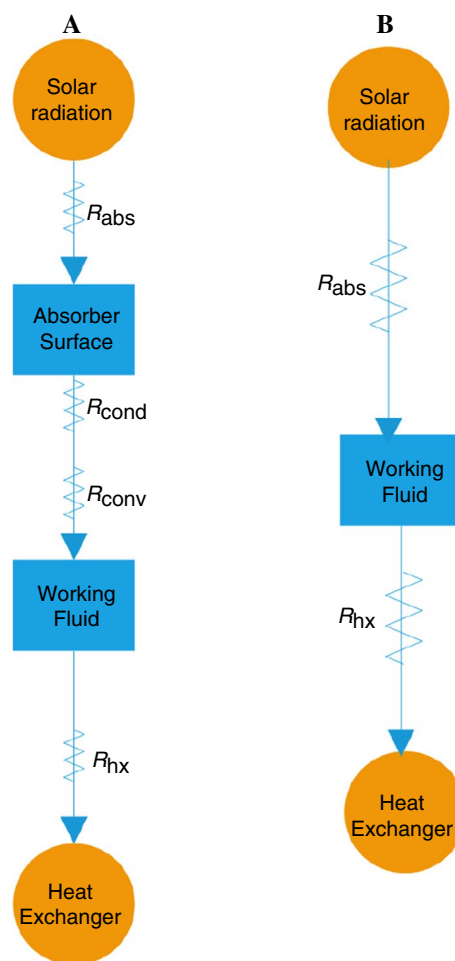 A
Solar
radiation
Rabs
Absorber
Surface
Rcond
Rconv
Working
Fluid
Rhx
Heat
Exchanger
B
Solar
radiation
Rabs
Working
Fluid
Rhx
Heat
Exchanger